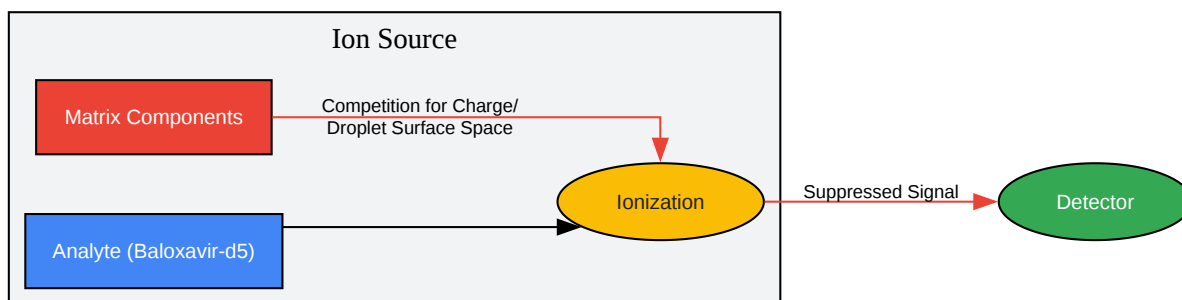 Ion Source
Matrix Components
Competition for Charge/
Droplet Surface Space
Ionization
Suppressed Signal
Detector
Analyte (Baloxavir-d5)